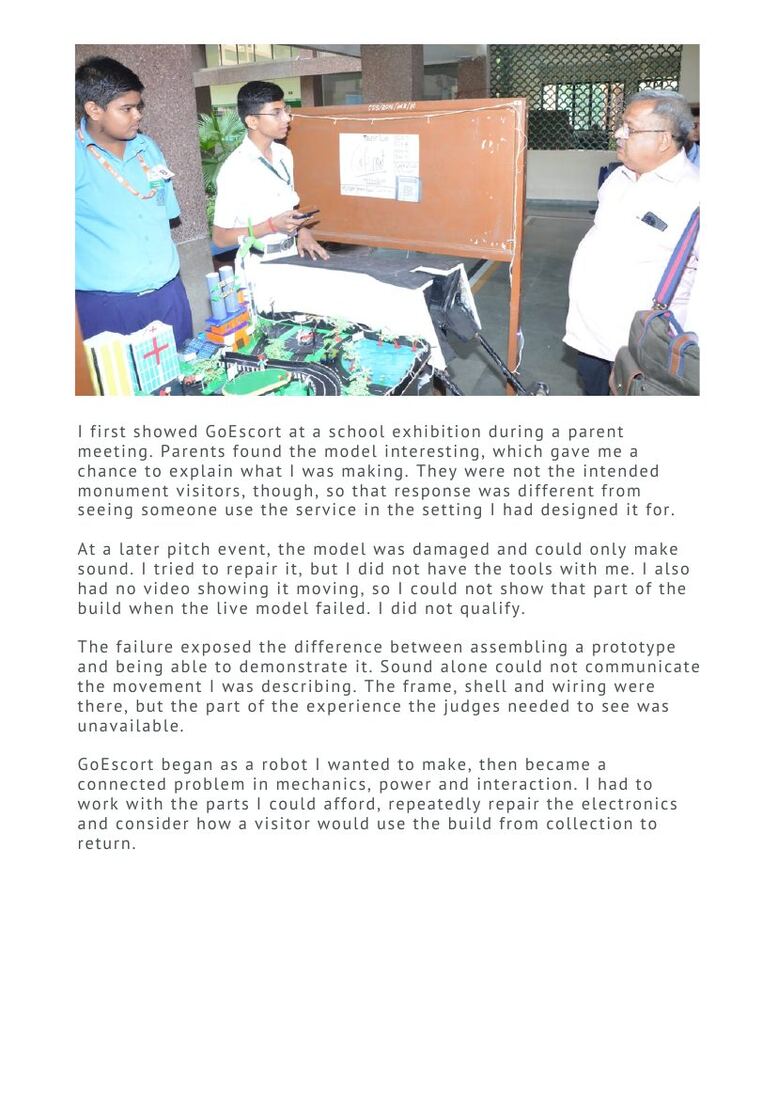 I first showed GoEscort at a school exhibition during a parent
meeting. Parents found the model interesting, which gave me a
chance to explain what I was making. They were not the intended
monument visitors, though, so that response was different from
seeing someone use the service in the setting I had designed it for.
At a later pitch event, the model was damaged and could only make
sound. I tried to repair it, but I did not have the tools with me. I also
had no video showing it moving, so I could not show that part of the
build when the live model failed. I did not qualify.
The failure exposed the difference between assembling a prototype
and being able to demonstrate it. Sound alone could not communicate
the movement I was describing. The frame, shell and wiring were
there, but the part of the experience the judges needed to see was
unavailable.
GoEscort began as a robot I wanted to make, then became a
connected problem in mechanics, power and interaction. I had to
work with the parts I could afford, repeatedly repair the electronics
and consider how a visitor would use the build from collection to
return.